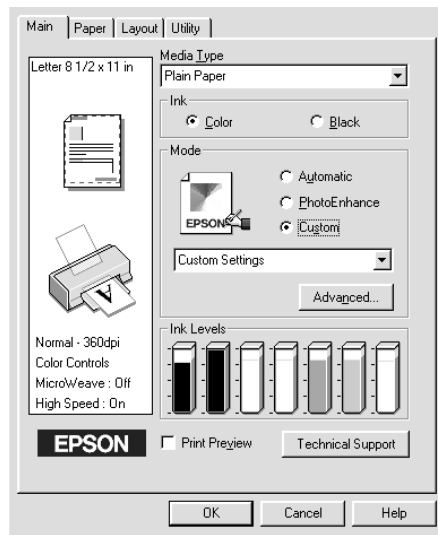 Main Paper Layout Utility
Letter 8 1/2 x 11 in
Media Type
Plain Paper
Ink
Color Black
Mode
EPSON
Automatic
PhotoEnhance
Custom
Custom Settings
Advanced...
A
Normal - 360dpi
Color Controls
MicroWeave : Off
High Speed : On
Ink Levels
EPSON
Print Preview
Technical Support
OK Cancel Help